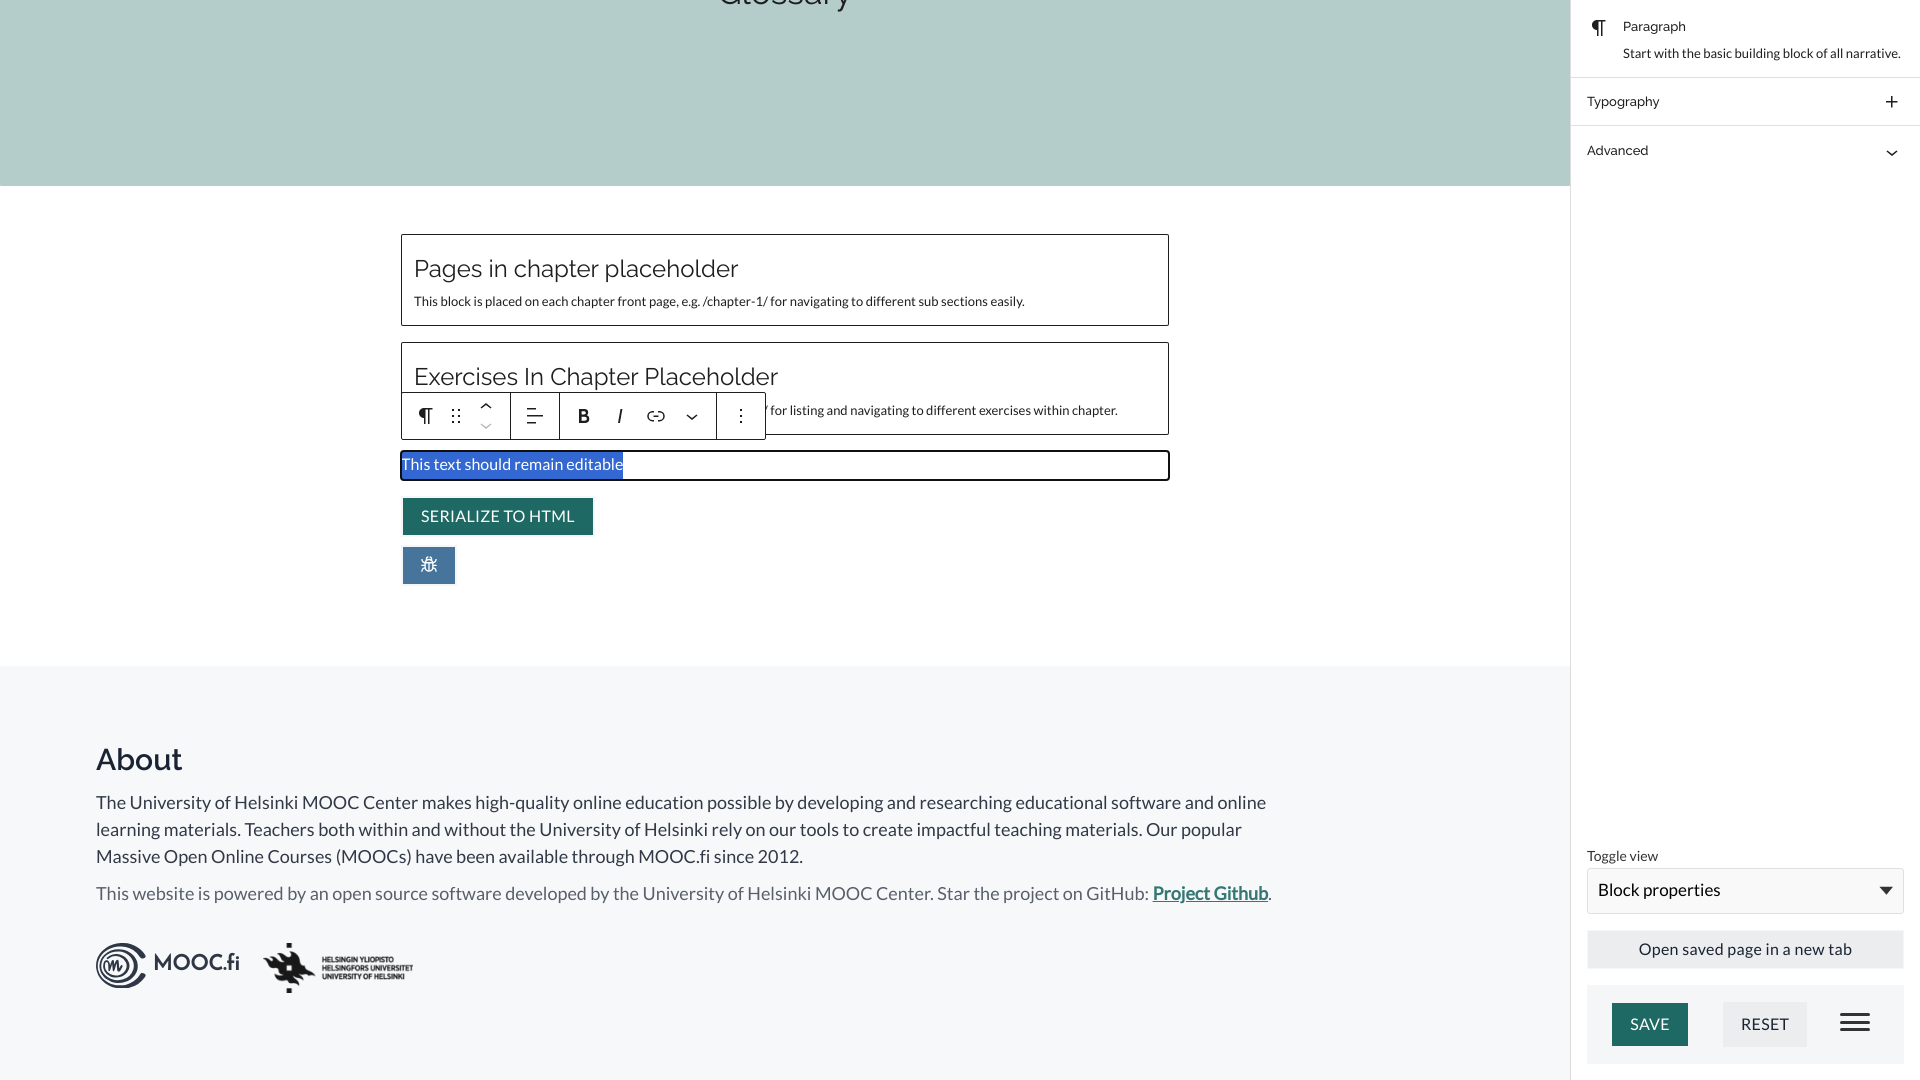 Glossary
Paragraph
Start with the basic building block of all narrative.
Typography
Advanced
Pages in chapter placeholder
This block is placed on each chapter front page, e.g. /chapter-1/ for navigating to different sub sections easily.
Exercises In Chapter Placeholder
/ for listing and navigating to different exercises within chapter.
B I
This text should remain editable
SERIALIZE TO HTML
About
The University of Helsinki MOOC Center makes high-quality online education possible by developing and researching educational software and online
learning materials. Teachers both within and without the University of Helsinki rely on our tools to create impactful teaching materials. Our popular
Massive Open Online Courses (MOOCs) have been available through MOOC.fi since 2012.
This website is powered by an open source software developed by the University of Helsinki MOOC Center. Star the project on GitHub: Project Github.
MOOC.fi
HELSINGIN YLIOPISTO
HELSINGFORS UNIVERSITET
UNIVERSITY OF HELSINKI
Toggle view
Block properties
Open saved page in a new tab
SAVE
RESET